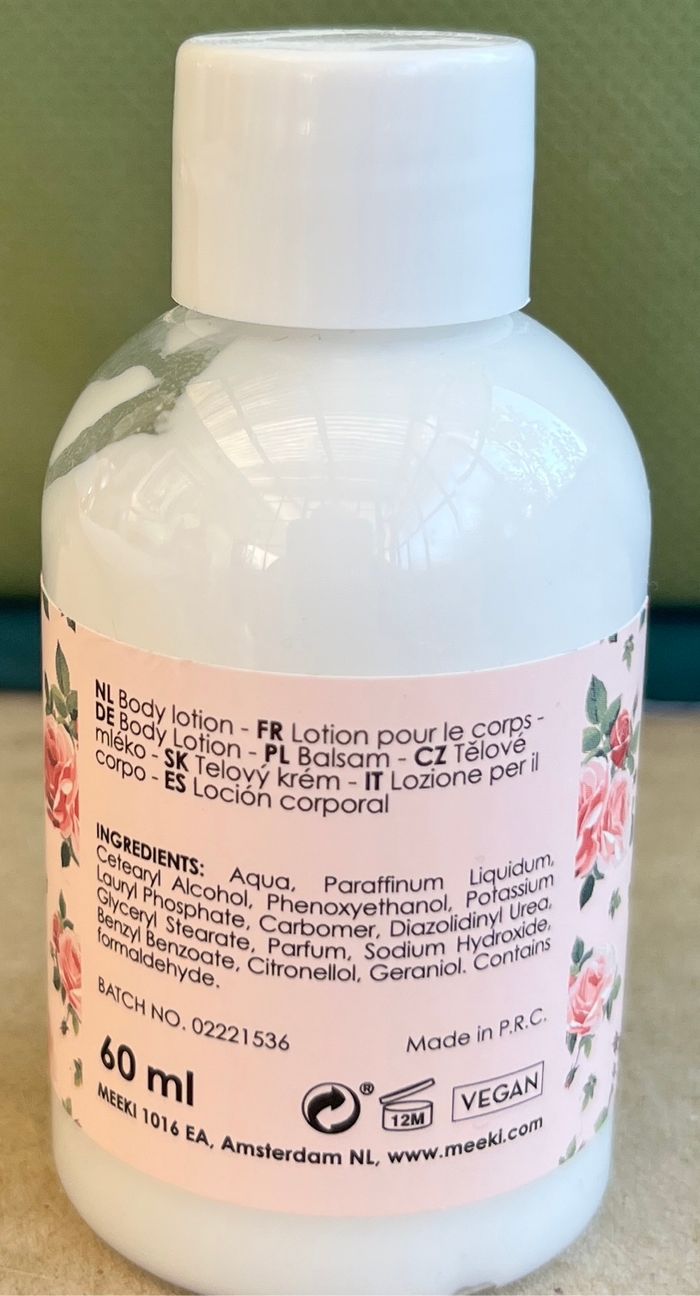 NL Body lotion - FR Lotion pour le corps -
DE Body Lotion - PL Balsam - CZ Tělové
mléko - SK Telový krém - IT Lozione per il
corpo - ES Loción corporal
INGREDIENTS: Aqua, Paraffinum Liquidum,
Cetearyl Alcohol, Phenoxyethanol, Potassium
Lauryl Phosphate, Carbomer, Diazolidinyl Urea,
Glyceryl Stearate, Parfum, Sodium Hydroxide,
Benzyl Benzoate, Citronellol, Geraniol. Contains
formaldehyde.
BATCH NO. 02221536
Made in P.R.C.
60 ml
® 12M VEGAN
MEEKI 1016 EA, Amsterdam NL, www.meeki.com